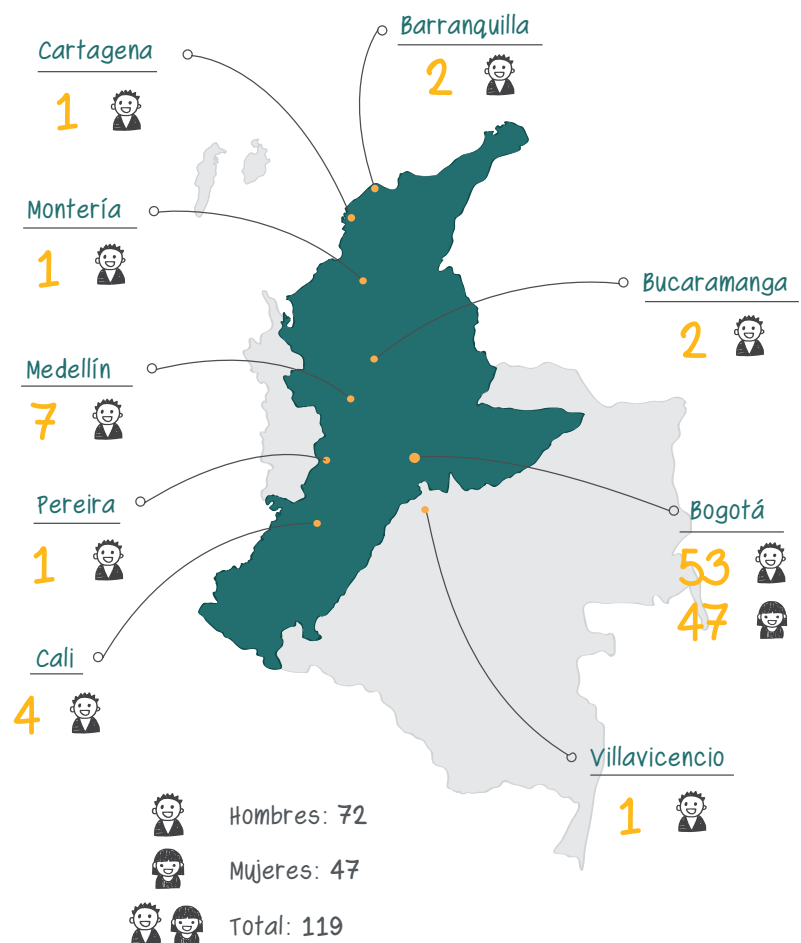 Barranquilla
2
Cartagena
1
Montería
1
Bucaramanga
2
Medellín
7
Pereira
1
Bogotá
53
47
Cali
4
Villavicencio
1
Hombres: 72
Mujeres: 47
Total: 119